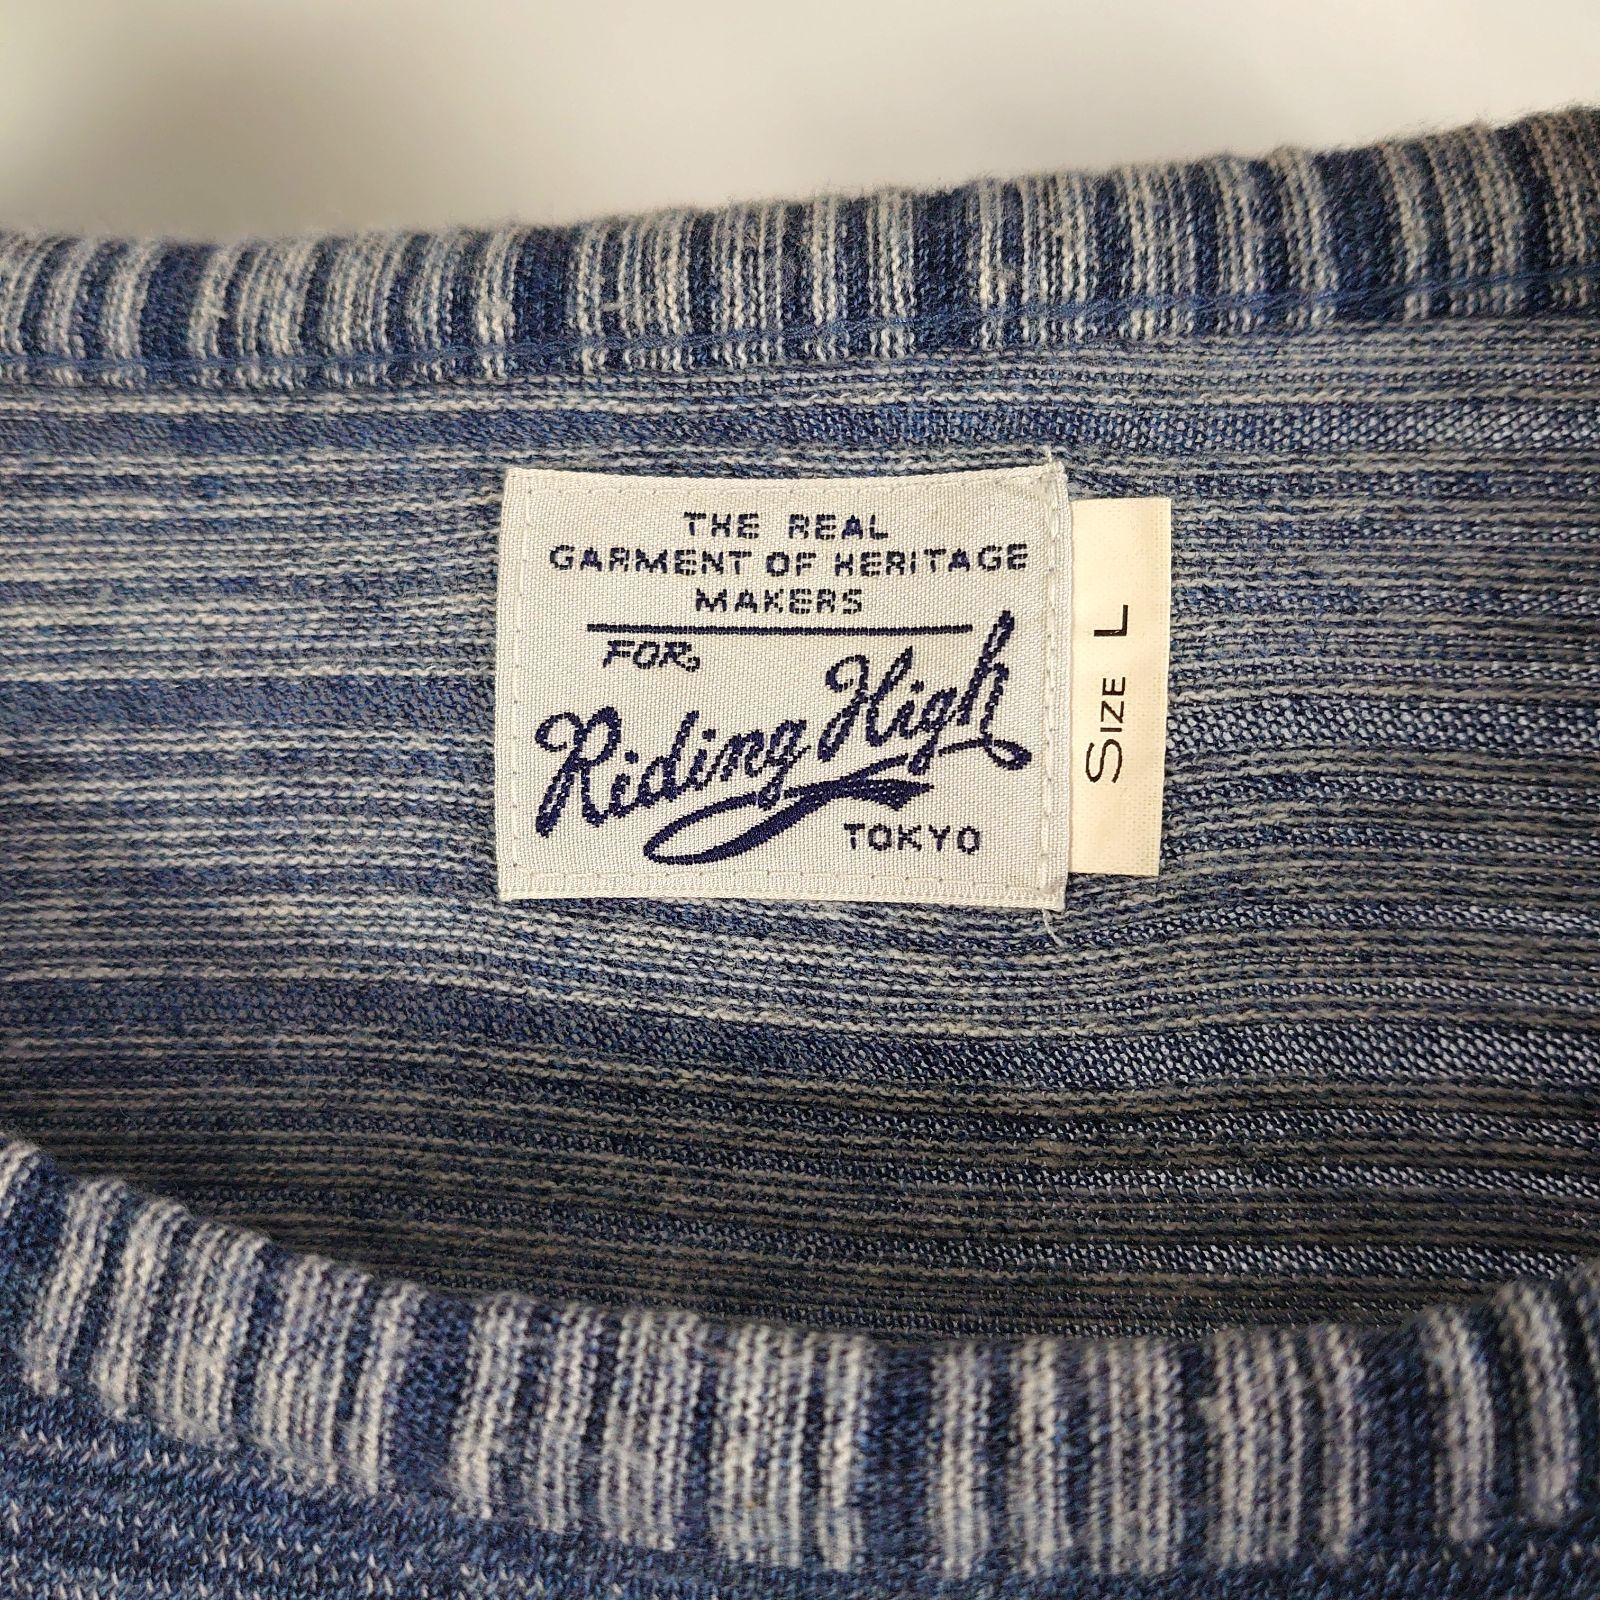 THE REAL
GARMENT OF HERITAGE
MAKERS
FOR
Riding High
TOKYO
SIZE L